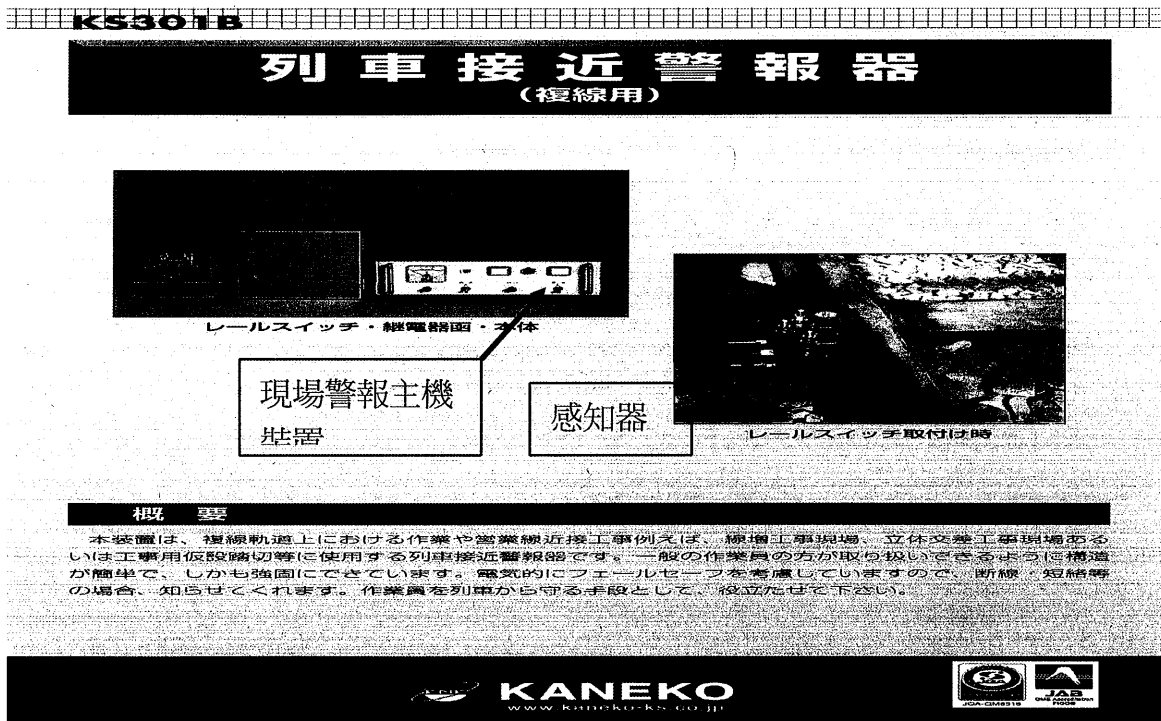 KS301B
列車接近警報器
(複線用)
レールスイッチ・継電器函・本体
現場警報主機
裝置
感知器
レールスイッチ取付け時
概要
本装置は、複線軌道上における作業や営業線近接工事例えば、線増工事現場、立体交差工事現場ある
いは工事用仮設踏切等に使用する列車接近警報器です。一般の作業員の方が取り扱いできるように構造
が簡単で、しかも強固にできています。電気的にフェールセーフを考慮していますので、断線・短絡等
の場合、知らせてくれます。作業員を列車から守る手段として、役立たせて下さい。
KANEKO
www.kaneko-ks.co.jp
JQA-QM8316
JAB